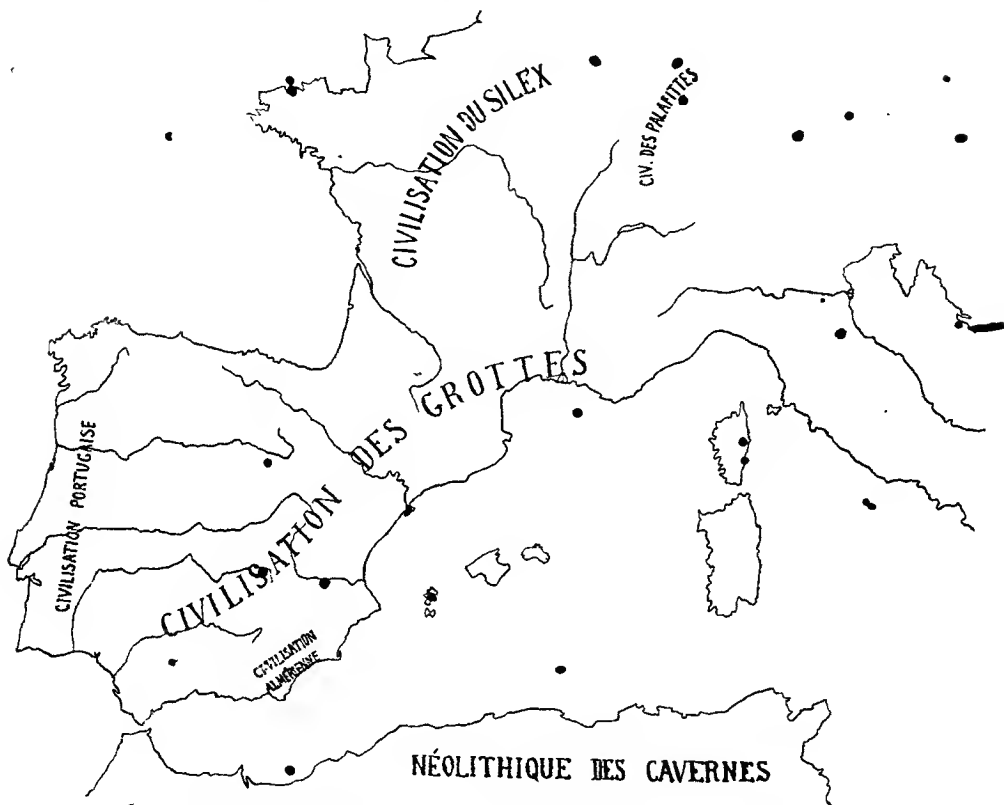 CIVILISATION DU SILEX
CIV. DES PALAFITTES
CIVILISATION DES GROTTES
CIVILISATION PORTUGAISE
CIVILISATION
ALMÉRIENNE
NÉOLITHIQUE DES CAVERNES